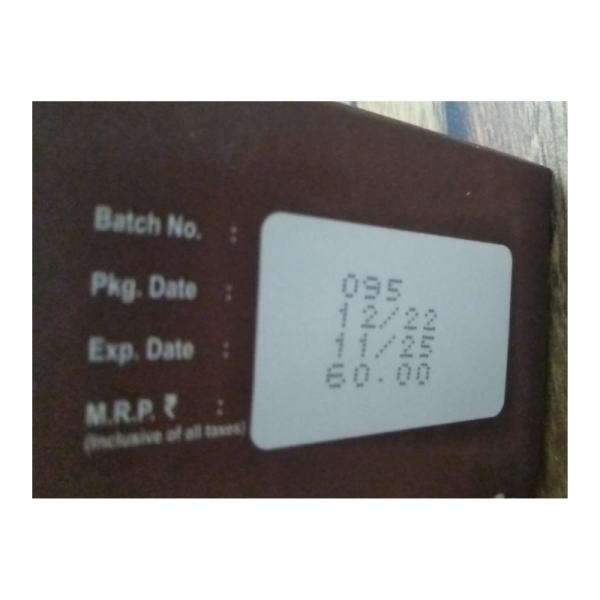 Batch No. : 095
Pkg. Date : 12/22
Exp. Date : 11/25
M.R.P. ₹ : 60.00
(Inclusive of all taxes)